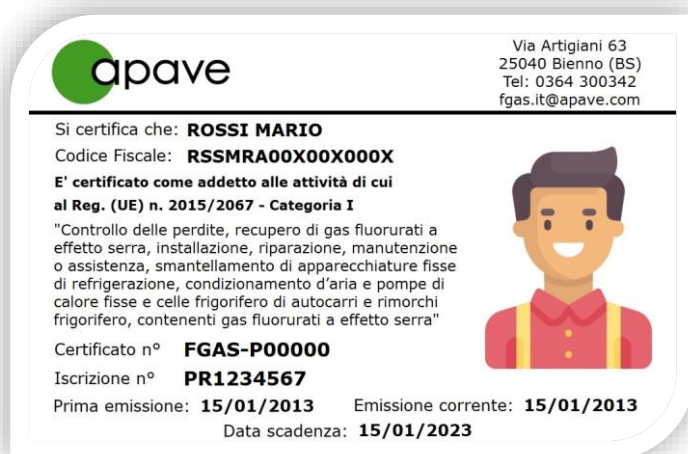 apave
Via Artigiani 63
25040 Bienno (BS)
Tel: 0364 300342
fgas.it@apave.com
Si certifica che: ROSSI MARIO
Codice Fiscale: RSSMRA00X00X000X
E' certificato come addetto alle attività di cui
al Reg. (UE) n. 2015/2067 - Categoria I
"Controllo delle perdite, recupero di gas fluorurati a
effetto serra, installazione, riparazione, manutenzione
o assistenza, smantellamento di apparecchiature fisse
di refrigerazione, condizionamento d'aria e pompe di
calore fisse e celle frigorifero di autocarri e rimorchi
frigorifero, contenenti gas fluorurati a effetto serra"
Certificato n° FGAS-P00000
Iscrizione n° PR1234567
Prima emissione: 15/01/2013 Emissione corrente: 15/01/2013
Data scadenza: 15/01/2023